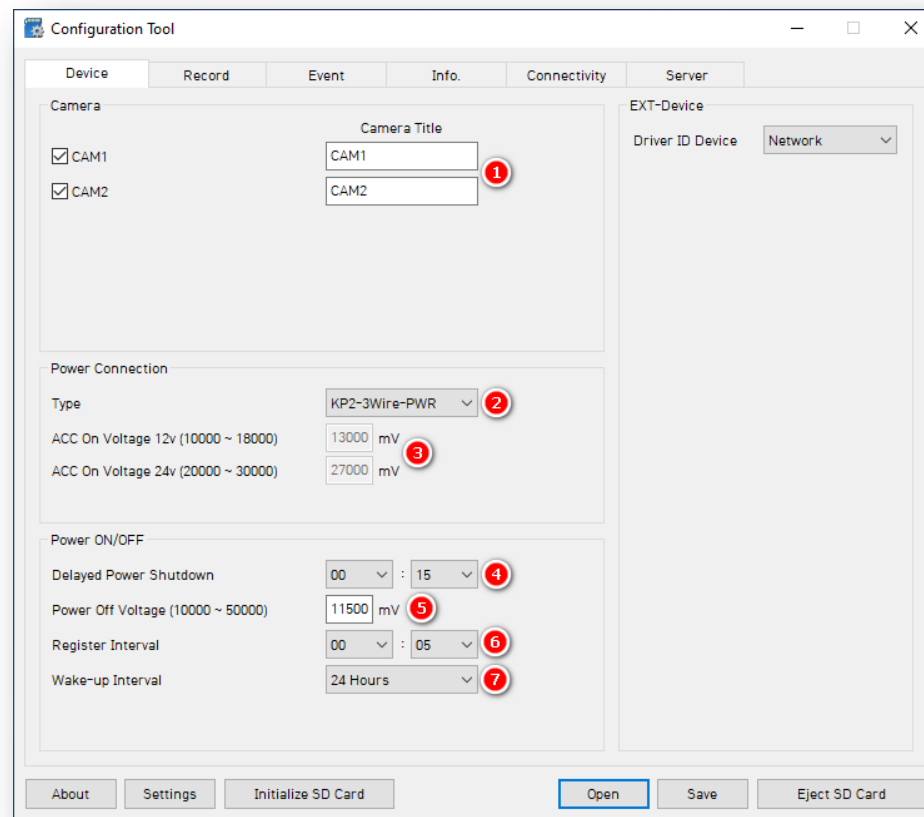 Configuration Tool
Device Record Event Info. Connectivity Server
Camera
Camera Title
CAM1 CAM1
1
CAM2 CAM2
Power Connection
Type KP2-3Wire-PWR 2
ACC On Voltage 12v (10000 ~ 18000) 13000 mV
3
ACC On Voltage 24v (20000 ~ 30000) 27000 mV
Power ON/OFF
Delayed Power Shutdown 00 : 15 4
Power Off Voltage (10000 ~ 50000) 11500 mV 5
Register Interval 00 : 05 6
Wake-up Interval 24 Hours 7
EXT-Device
Driver ID Device Network
About Settings Initialize SD Card Open Save Eject SD Card